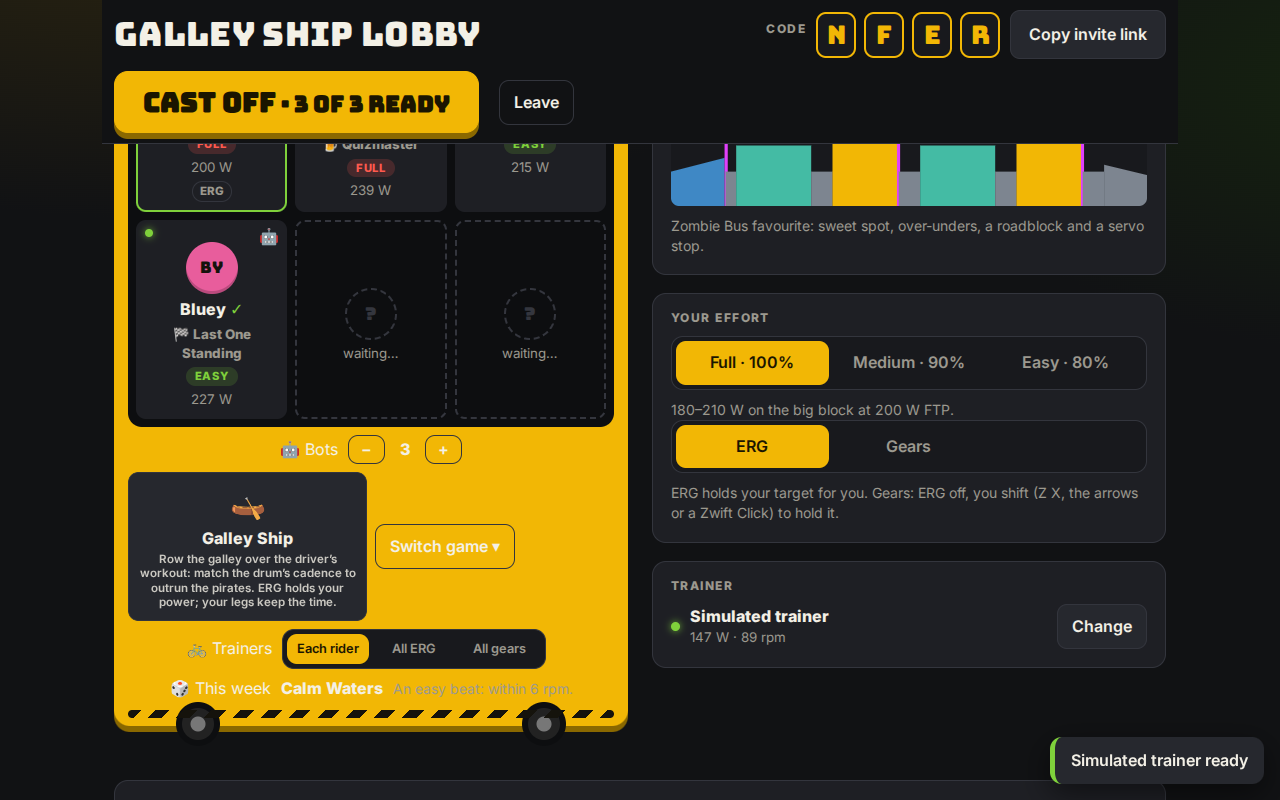 GALLEY SHIP LOBBY
CODE N F E R
Copy invite link
CAST OFF · 3 OF 3 READY
Leave
FULL
200 W
ERG
Quizmaster
FULL
239 W
EASY
215 W
BY
Bluey ✓
Last One
Standing
EASY
227 W
?
waiting...
?
waiting...
Bots − 3 +
Galley Ship
Row the galley over the driver's
workout: match the drum's cadence to
outrun the pirates. ERG holds your
power; your legs keep the time.
Switch game ▾
Trainers Each rider All ERG All gears
This week Calm Waters An easy beat: within 6 rpm.
Zombie Bus favourite: sweet spot, over-unders, a roadblock and a servo
stop.
YOUR EFFORT
Full · 100% Medium · 90% Easy · 80%
180–210 W on the big block at 200 W FTP.
ERG Gears
ERG holds your target for you. Gears: ERG off, you shift (Z X, the arrows
or a Zwift Click) to hold it.
TRAINER
Simulated trainer
147 W · 89 rpm
Change
Simulated trainer ready